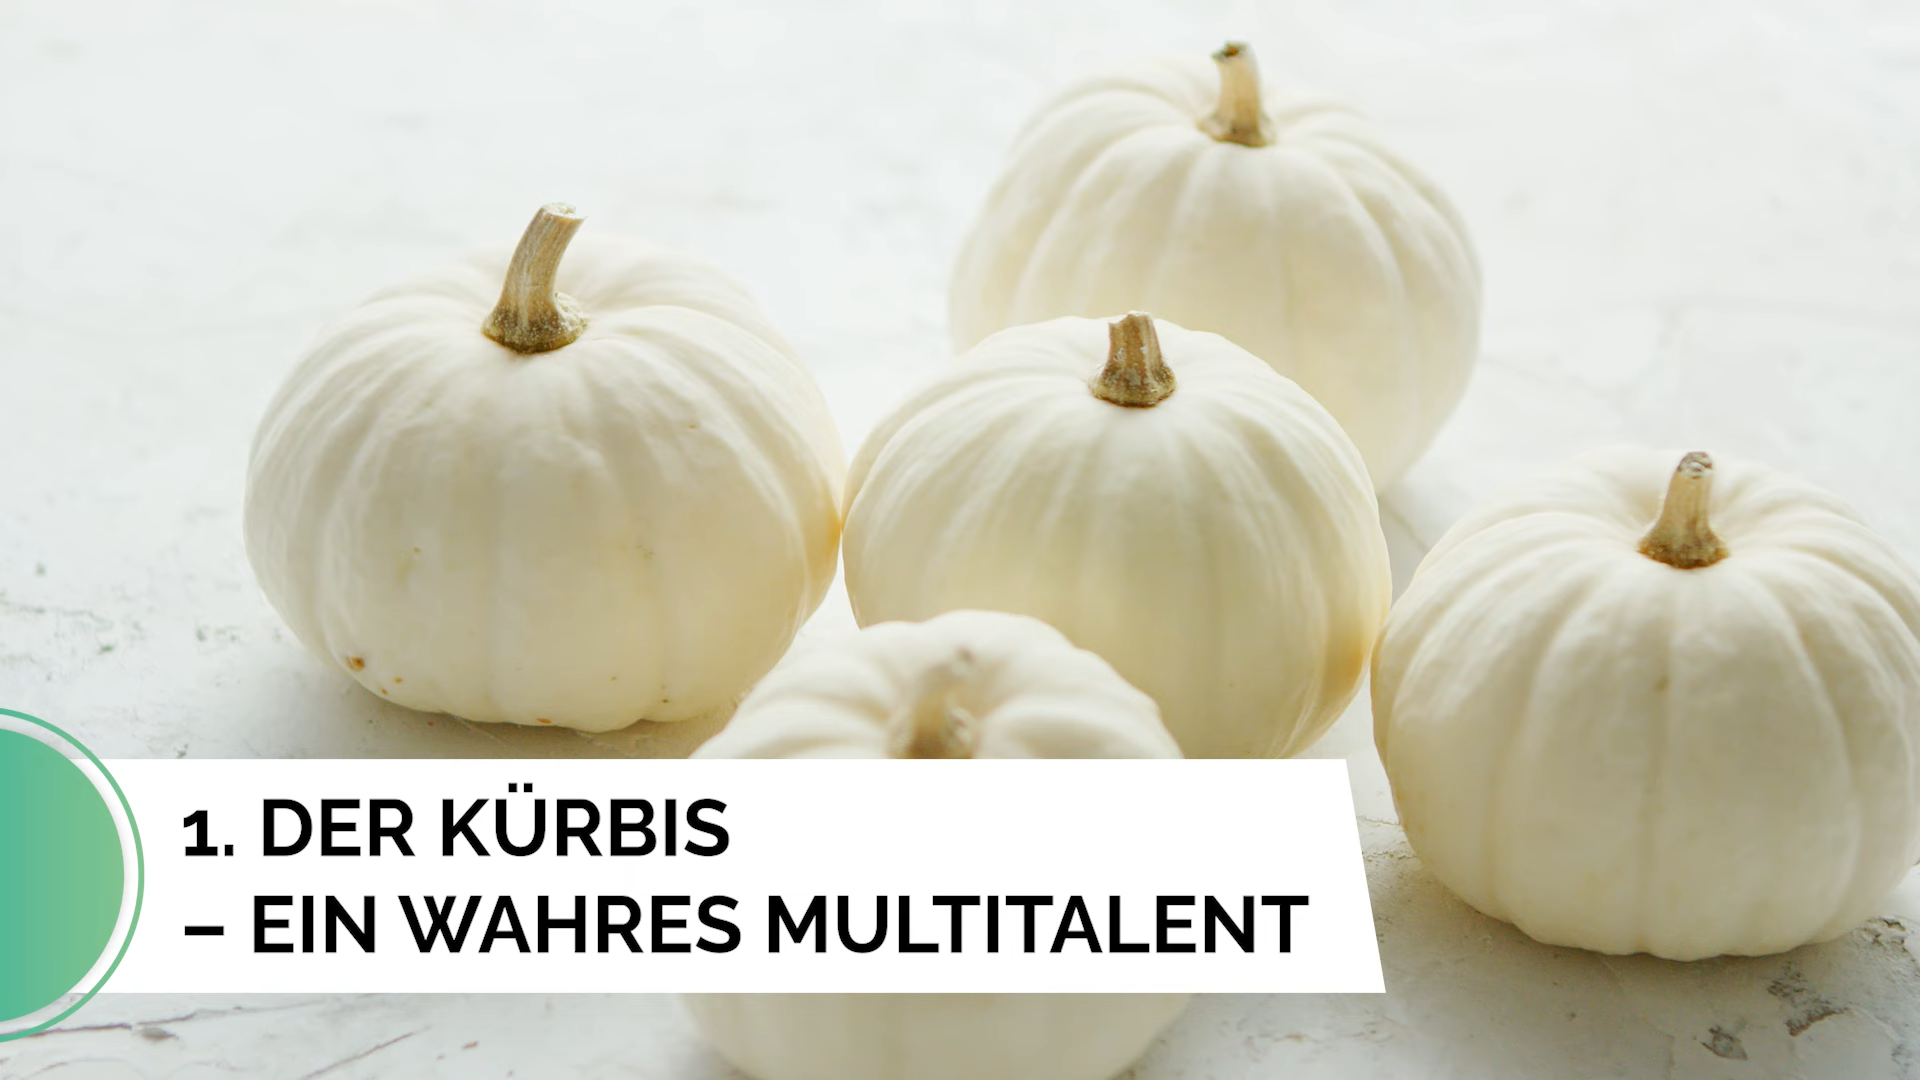 1. DER KÜRBIS
– EIN WAHRES MULTITALENT